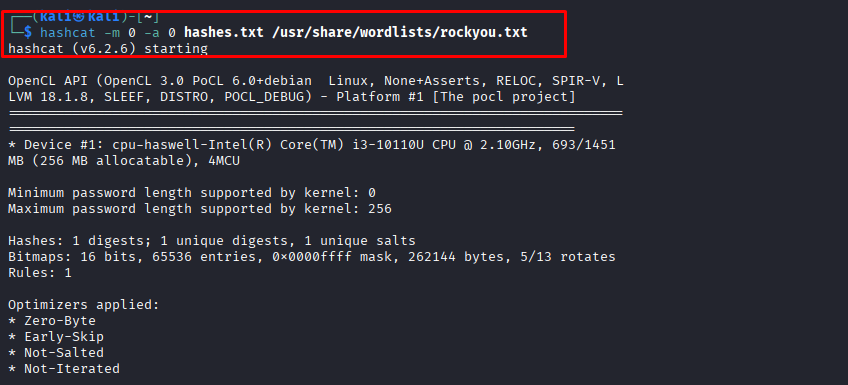 ┌──(kali㉿kali)-[~]
└─$ hashcat -m 0 -a 0 hashes.txt /usr/share/wordlists/rockyou.txt
hashcat (v6.2.6) starting
OpenCL API (OpenCL 3.0 PoCL 6.0+debian  Linux, None+Asserts, RELOC, SPIR-V, L
LVM 18.1.8, SLEEF, DISTRO, POCL_DEBUG) - Platform #1 [The pocl project]
=============================================================================
=======================================================================
* Device #1: cpu-haswell-Intel(R) Core(TM) i3-10110U CPU @ 2.10GHz, 693/1451
MB (256 MB allocatable), 4MCU
Minimum password length supported by kernel: 0
Maximum password length supported by kernel: 256
Hashes: 1 digests; 1 unique digests, 1 unique salts
Bitmaps: 16 bits, 65536 entries, 0x0000ffff mask, 262144 bytes, 5/13 rotates
Rules: 1
Optimizers applied:
* Zero-Byte
* Early-Skip
* Not-Salted
* Not-Iterated